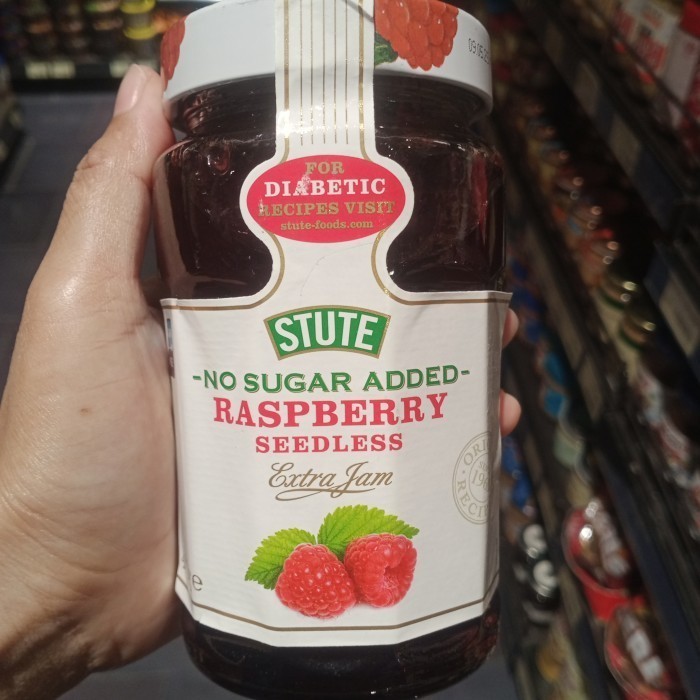 FOR
DIABETIC
RECIPES VISIT
stute-foods.com
STUTE
-NO SUGAR ADDED-
RASPBERRY
SEEDLESS
Extra Jam
e